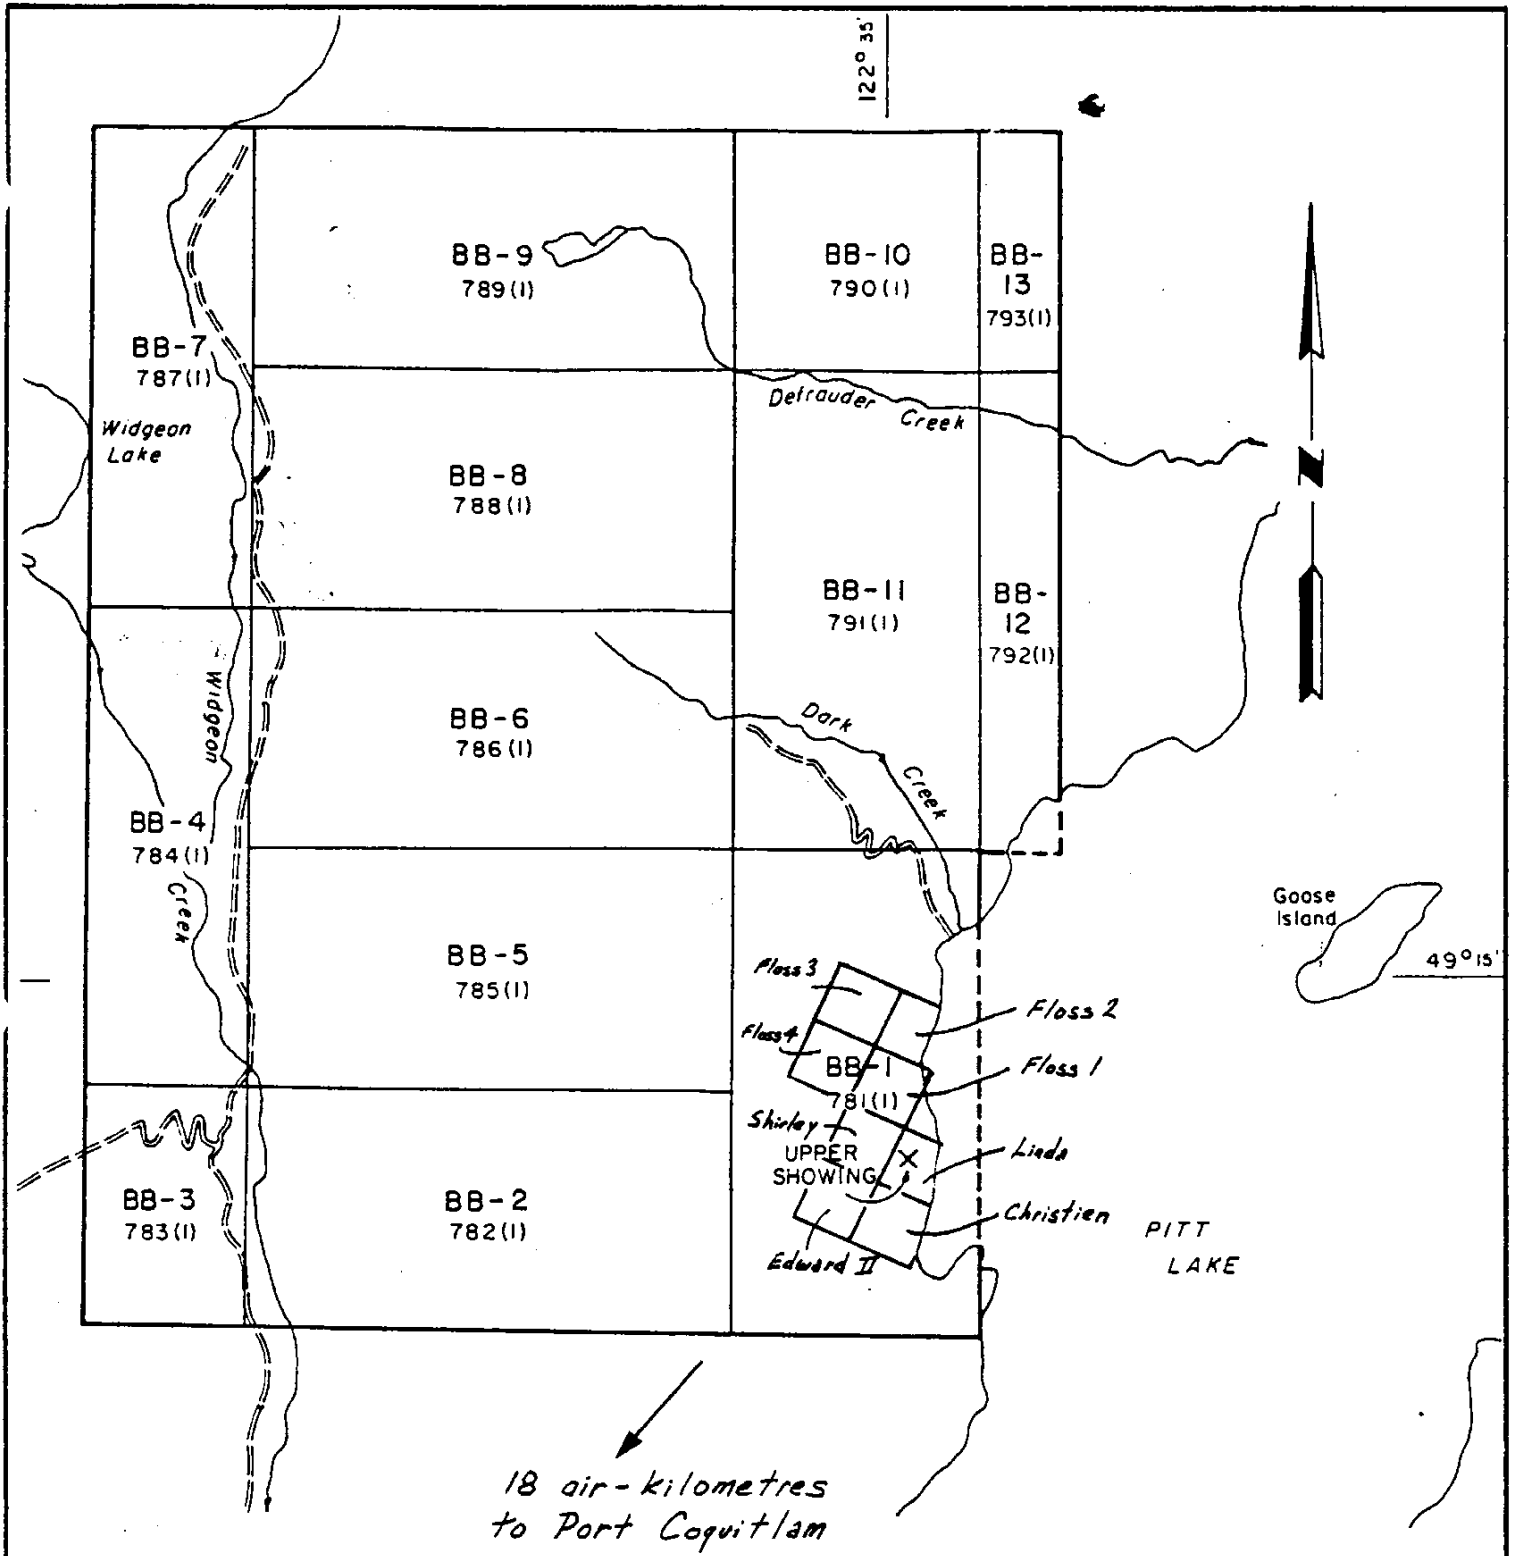 122° 35'
BB-9
789(1)
BB-10
790(1)
BB-
13
793(1)
BB-7
787(1)
Widgeon
Lake
Defrauder
Creek
N
BB-8
788(1)
BB-11
791(1)
BB-
12
792(1)
Widgeon
BB-6
786(1)
Dark
Creek
BB-4
784(1)
Creek
Goose
Island
49° 15'
BB-5
785(1)
Floss 3
Floss 2
Floss 4
BB-1
781(1)
Floss 1
Shirley
UPPER
SHOWING
Linda
BB-3
783(1)
BB-2
782(1)
Christien
PITT
LAKE
Edward II
18 air-kilometres
to Port Coquitlam